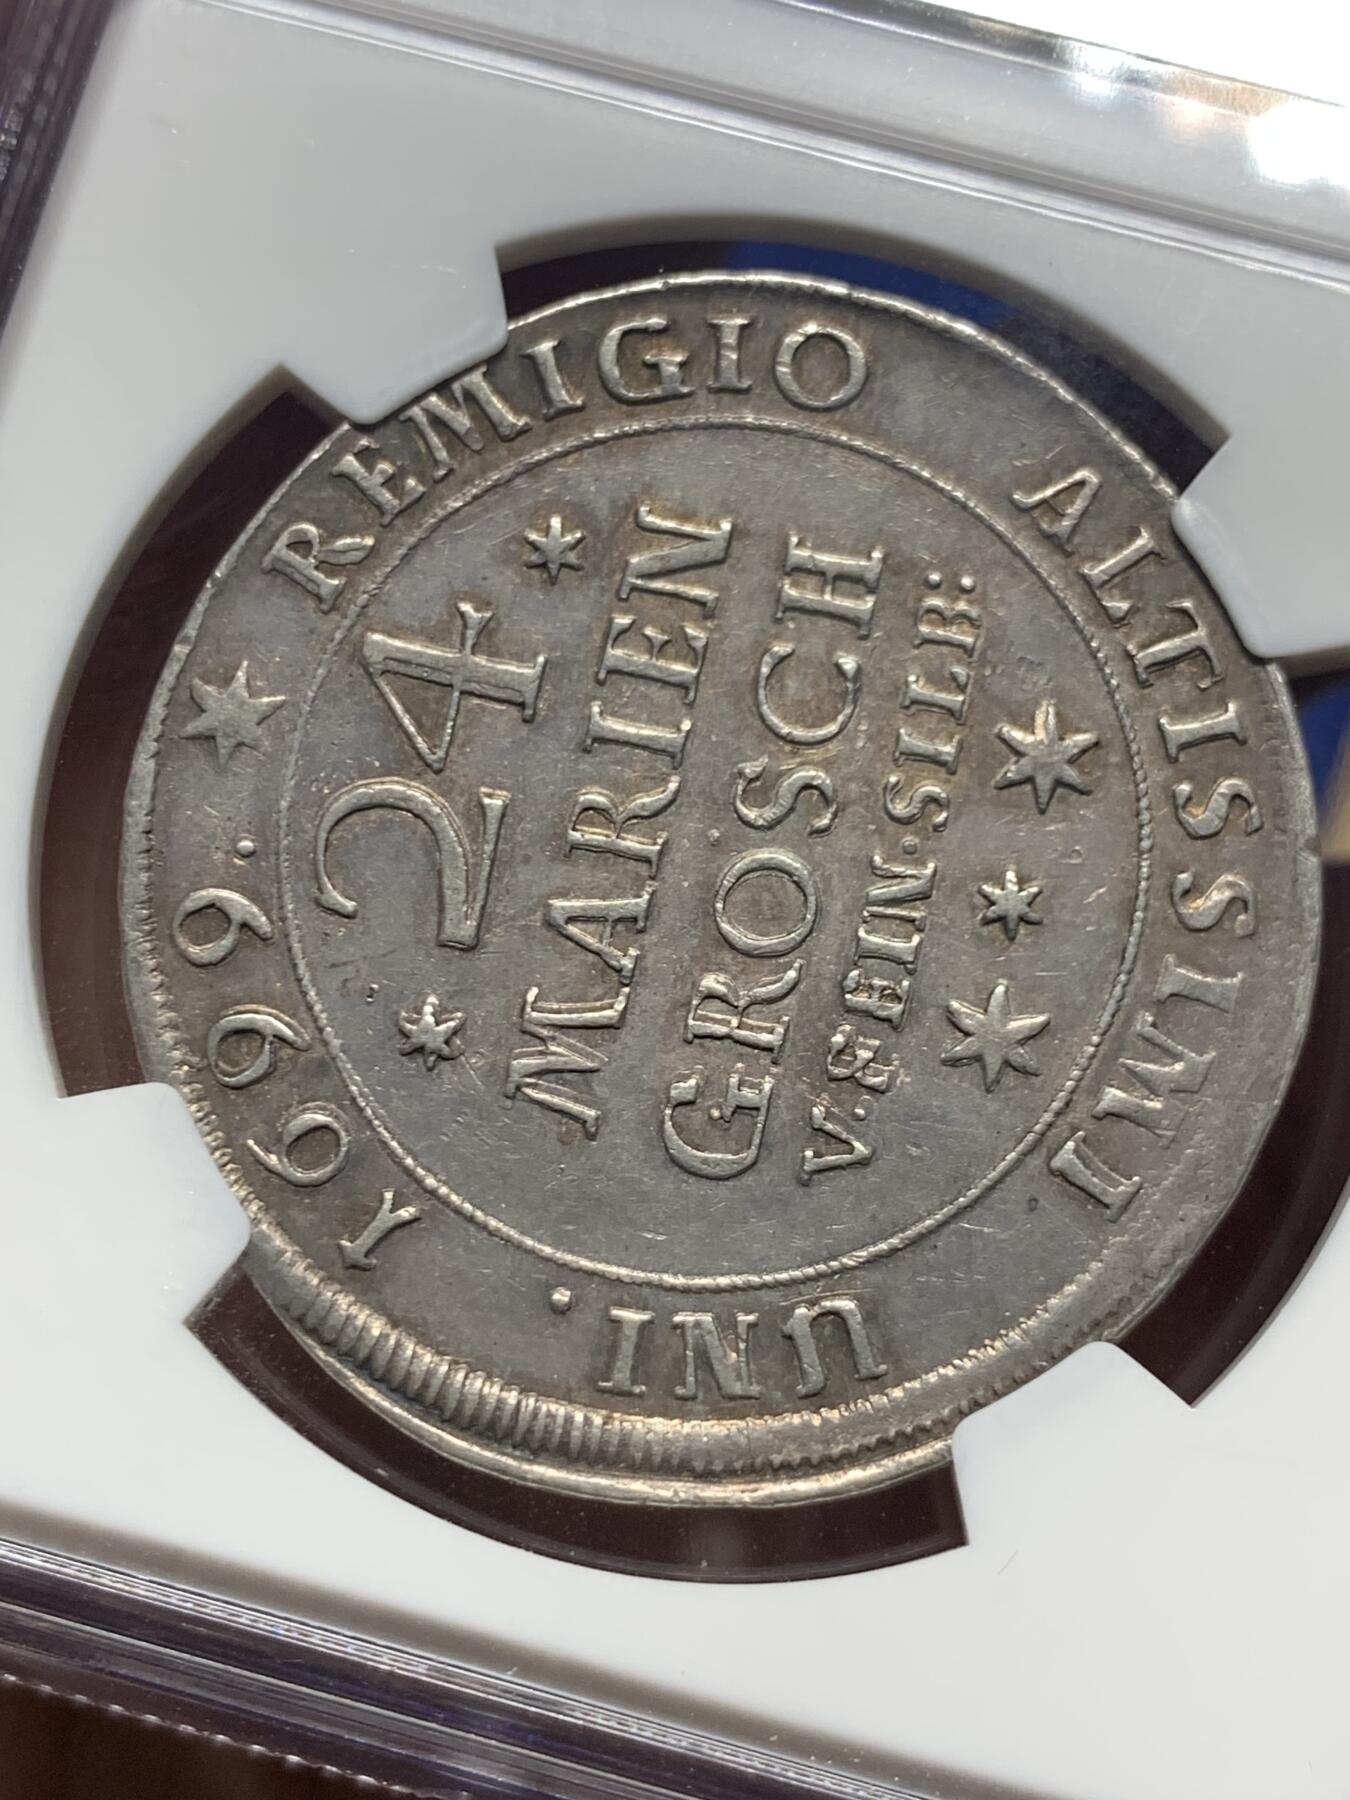 REMIGIO ALTISSIMI UNI. 1699.
24
MARIEN
GROSCH
V.FEIN.SILB: